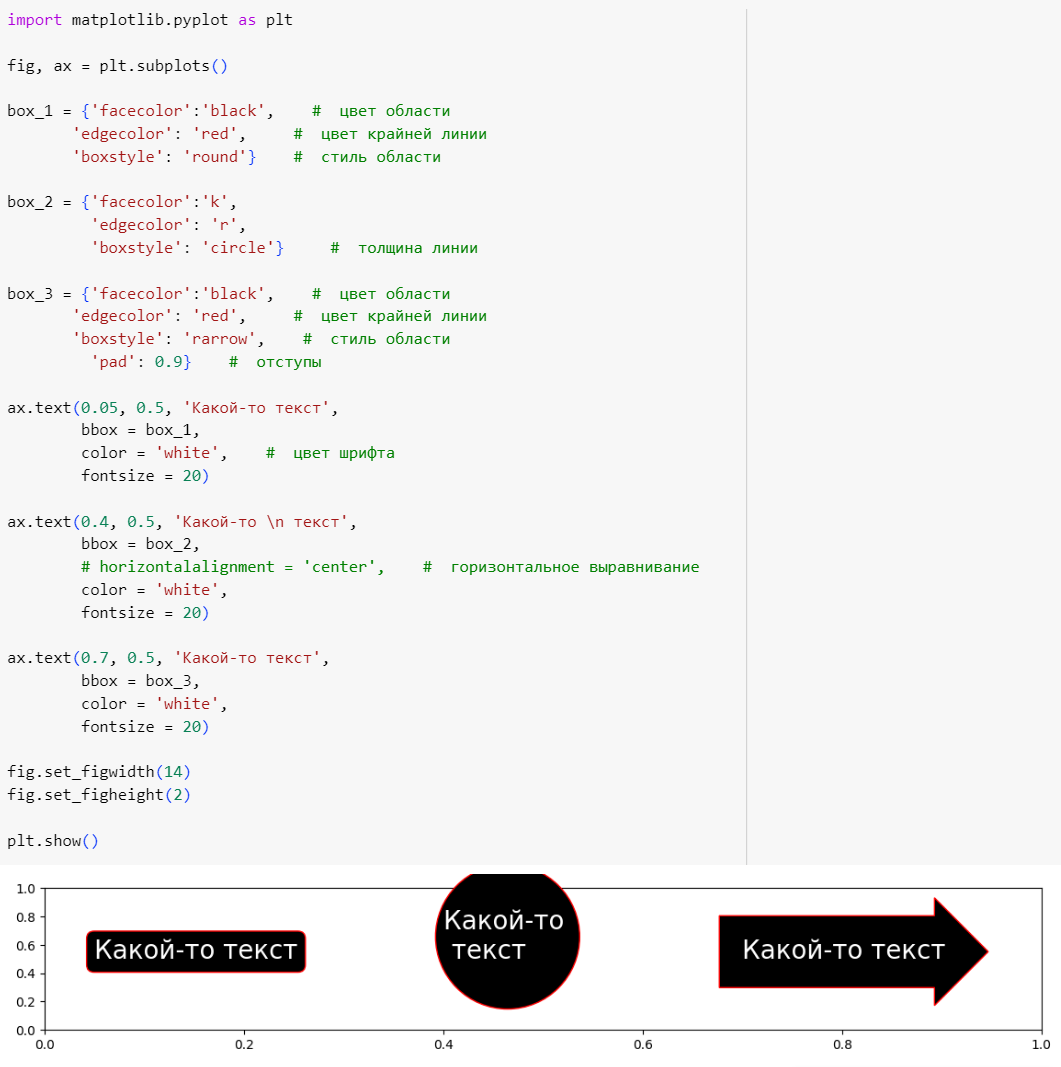 import matplotlib.pyplot as plt
fig, ax = plt.subplots()
box_1 = {'facecolor':'black',    #  цвет области
       'edgecolor': 'red',     #  цвет крайней линии
       'boxstyle': 'round'}    #  стиль области
box_2 = {'facecolor':'k',
         'edgecolor': 'r',
         'boxstyle': 'circle'}     #  толщина линии
box_3 = {'facecolor':'black',    #  цвет области
       'edgecolor': 'red',     #  цвет крайней линии
       'boxstyle': 'rarrow',    #  стиль области
         'pad': 0.9}    #  отступы
ax.text(0.05, 0.5, 'Какой-то текст',
        bbox = box_1,
        color = 'white',    #  цвет шрифта
        fontsize = 20)
ax.text(0.4, 0.5, 'Какой-то \n текст',
        bbox = box_2,
        # horizontalalignment = 'center',    #  горизонтальное выравнивание
        color = 'white',
        fontsize = 20)
ax.text(0.7, 0.5, 'Какой-то текст',
        bbox = box_3,
        color = 'white',
        fontsize = 20)
fig.set_figwidth(14)
fig.set_figheight(2)
plt.show()
1.0
0.8
0.6
0.4
0.2
0.0
Какой-то текст
Какой-то
текст
Какой-то текст
0.0 0.2 0.4 0.6 0.8 1.0